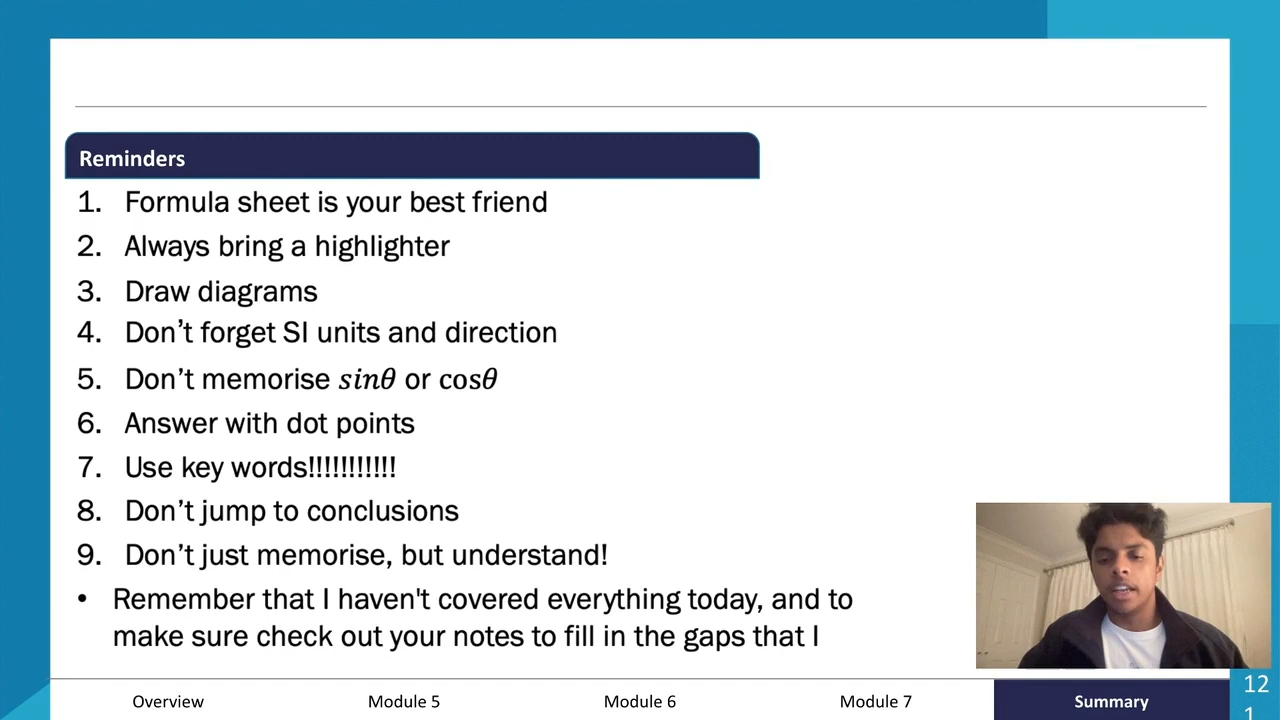 Reminders
1. Formula sheet is your best friend
2. Always bring a highlighter
3. Draw diagrams
4. Don't forget SI units and direction
5. Don't memorise sinθ or cosθ
6. Answer with dot points
7. Use key words!!!!!!!!!!!
8. Don't jump to conclusions
9. Don't just memorise, but understand!
• Remember that I haven't covered everything today, and to
make sure check out your notes to fill in the gaps that I
Overview Module 5 Module 6 Module 7 Summary
12
1